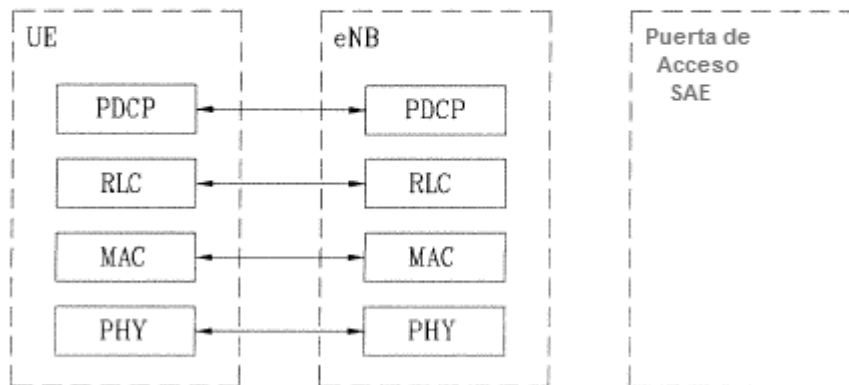 UE
PDCP
RLC
MAC
PHY
eNB
PDCP
RLC
MAC
PHY
Puerta de
Acceso
SAE